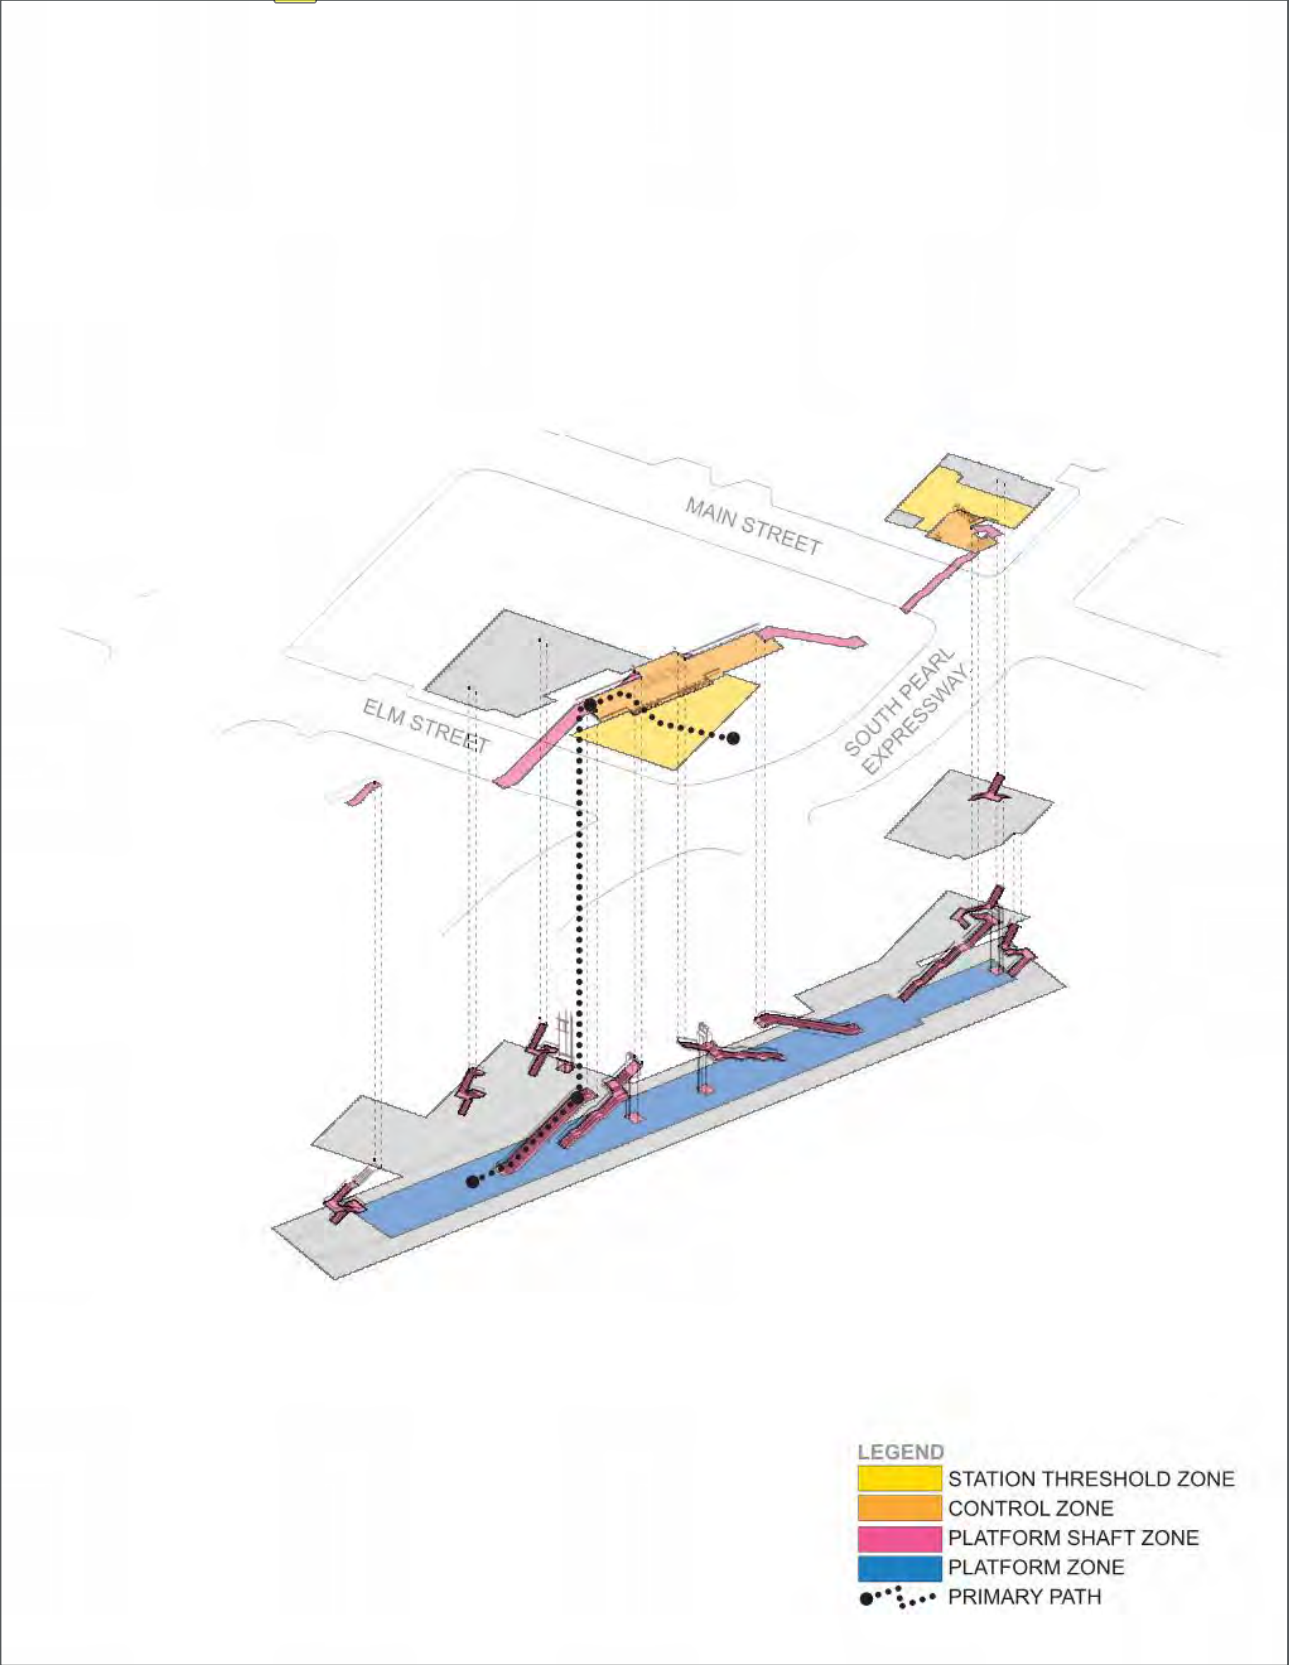 MAIN STREET
SOUTH PEARL
EXPRESSWAY
ELM STREET
LEGEND
STATION THRESHOLD ZONE
CONTROL ZONE
PLATFORM SHAFT ZONE
PLATFORM ZONE
PRIMARY PATH